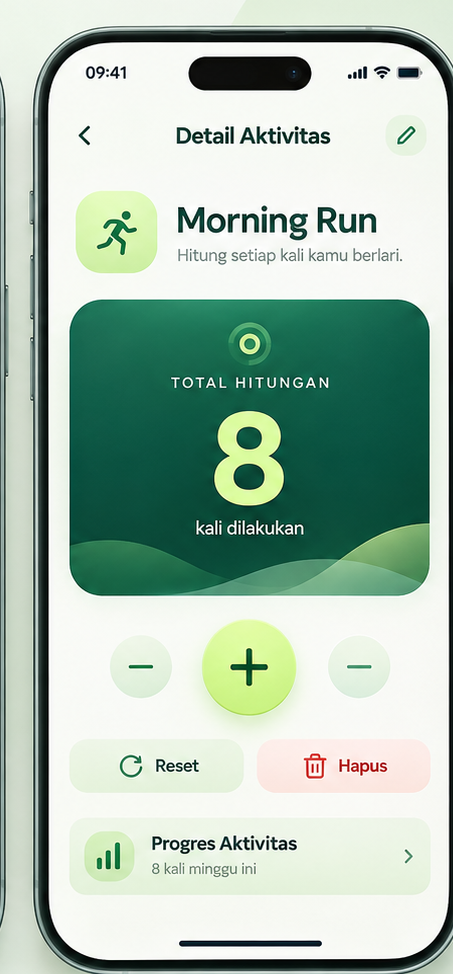 09:41
Detail Aktivitas
Morning Run
Hitung setiap kali kamu berlari.
TOTAL HITUNGAN
8
kali dilakukan
Reset
Hapus
Progres Aktivitas
8 kali minggu ini